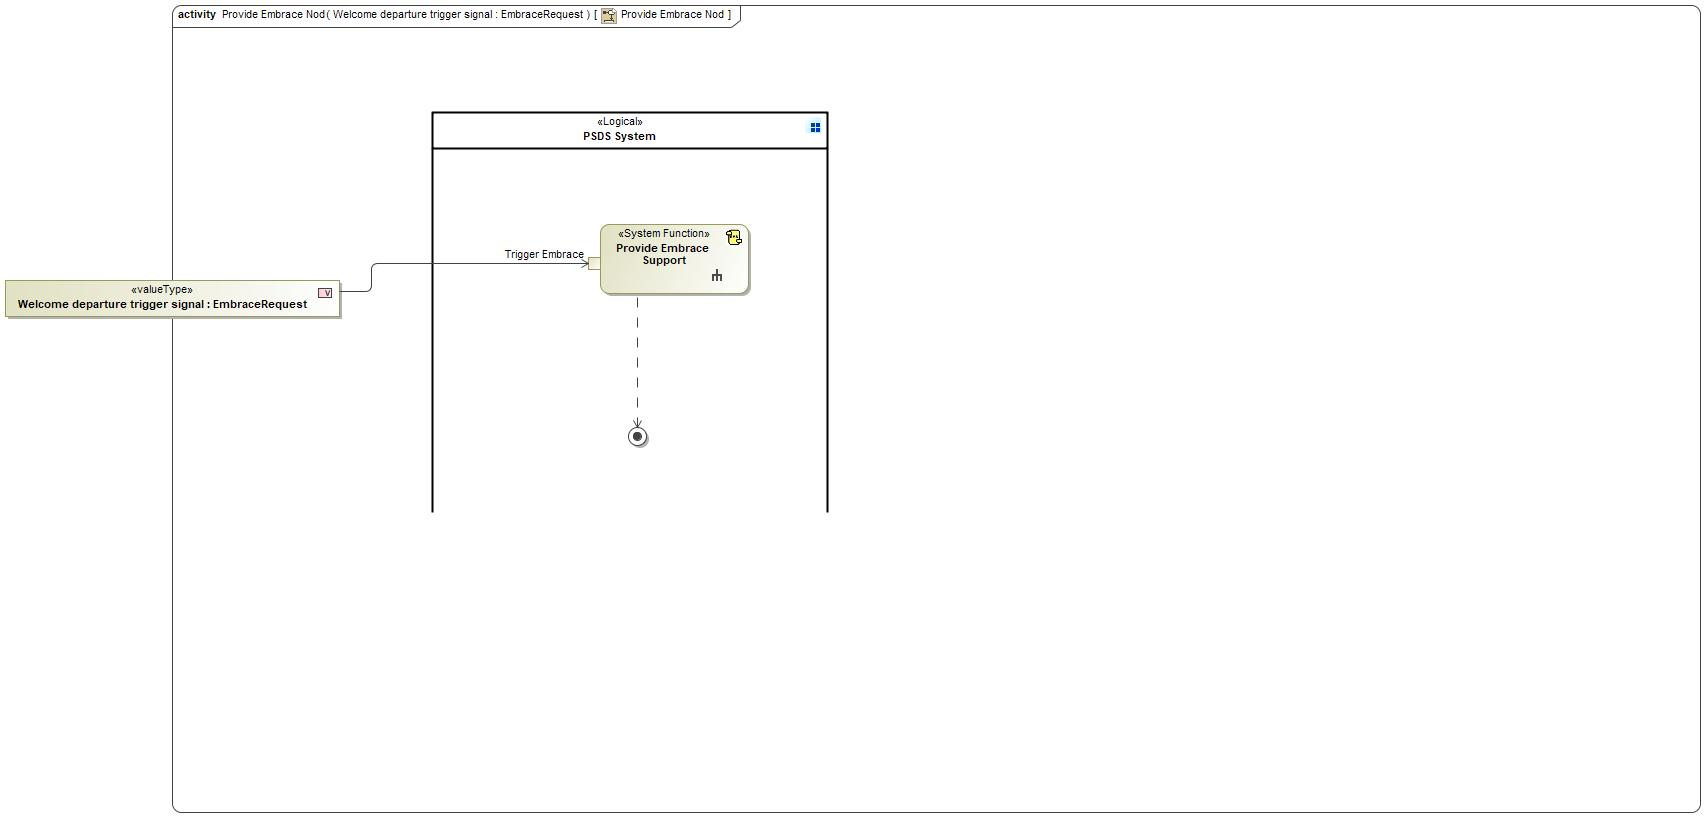 activity Provide Embrace Nod( Welcome departure trigger signal : EmbraceRequest ) [ Provide Embrace Nod ]
«Logical»
PSDS System
«System Function»
Provide Embrace
Support
Trigger Embrace
«valueType»
Welcome departure trigger signal : EmbraceRequest
V